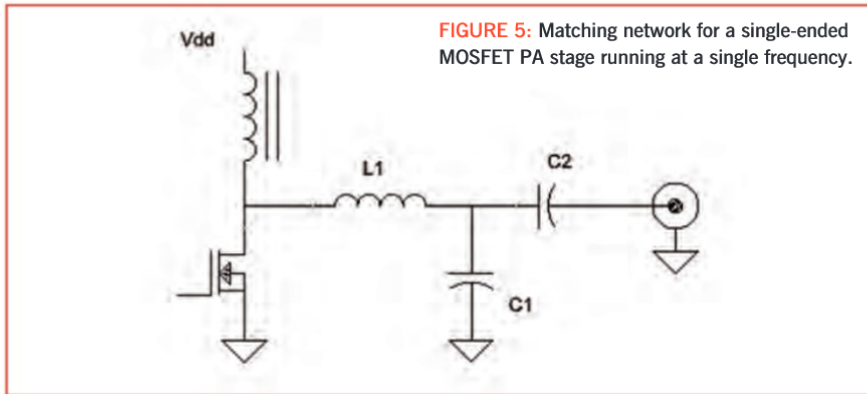 FIGURE 5: Matching network for a single-ended
MOSFET PA stage running at a single frequency.
Vdd
L1
C2
C1